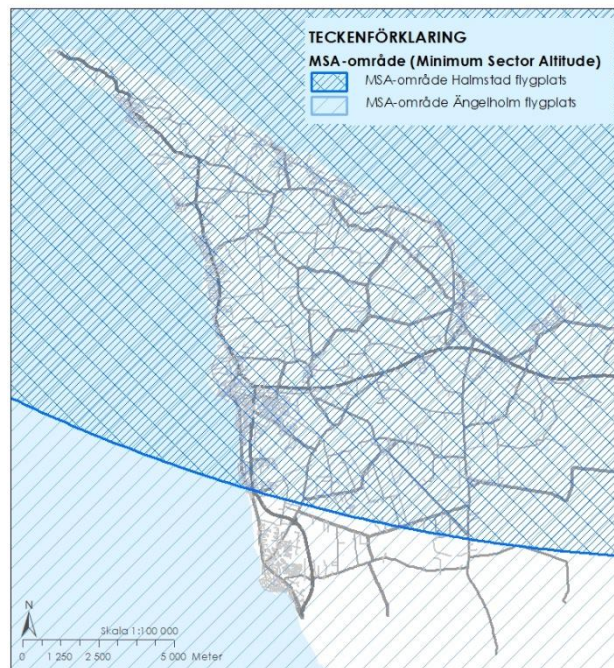 TECKENFÖRKLARING
MSA-område (Minimum Sector Altitude)
MSA-område Halmstad flygplats
MSA-område Ängelholm flygplats
N
Skala 1:100 000
0 1 250 2 500 5 000 Meter